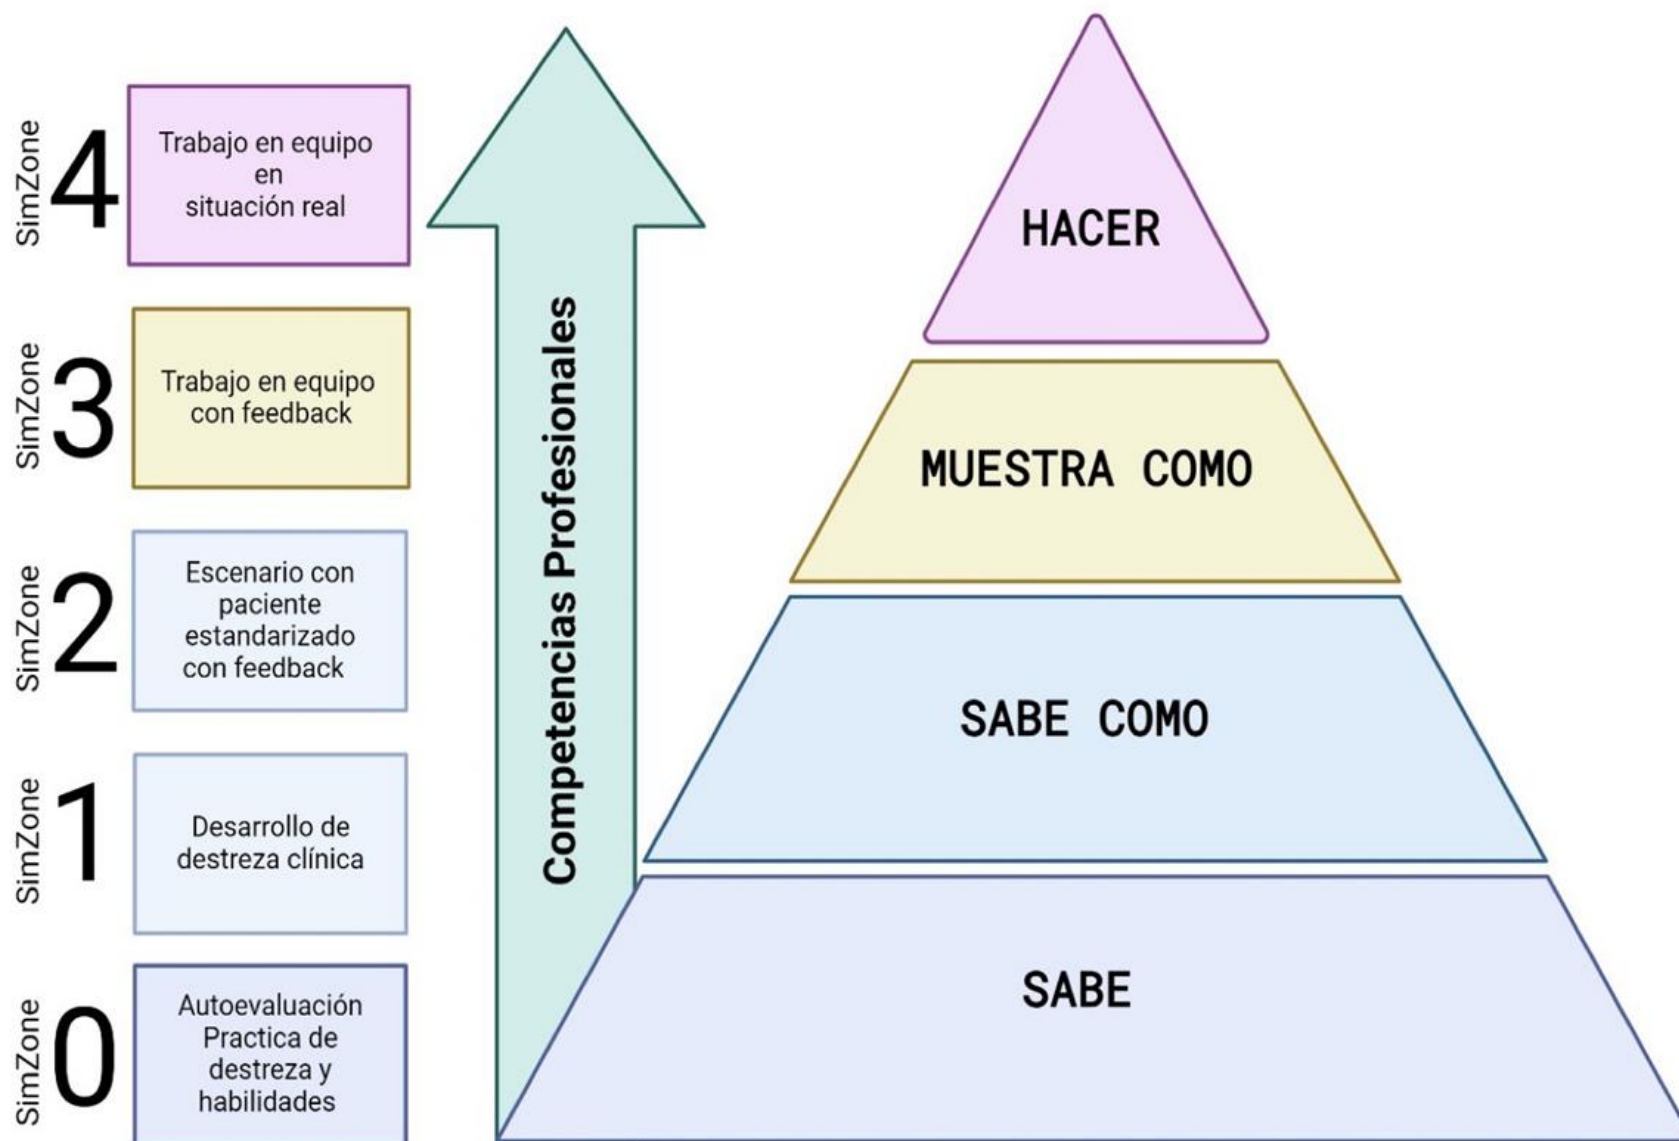 SimZone
4
Trabajo en equipo
en
situación real
SimZone
3
Trabajo en equipo
con feedback
SimZone
2
Escenario con
paciente
estandarizado
con feedback
SimZone
1
Desarrollo de
destreza clínica
SimZone
0
Autoevaluación
Practica de
destreza y
habilidades
Competencias Profesionales
HACER
MUESTRA COMO
SABE COMO
SABE